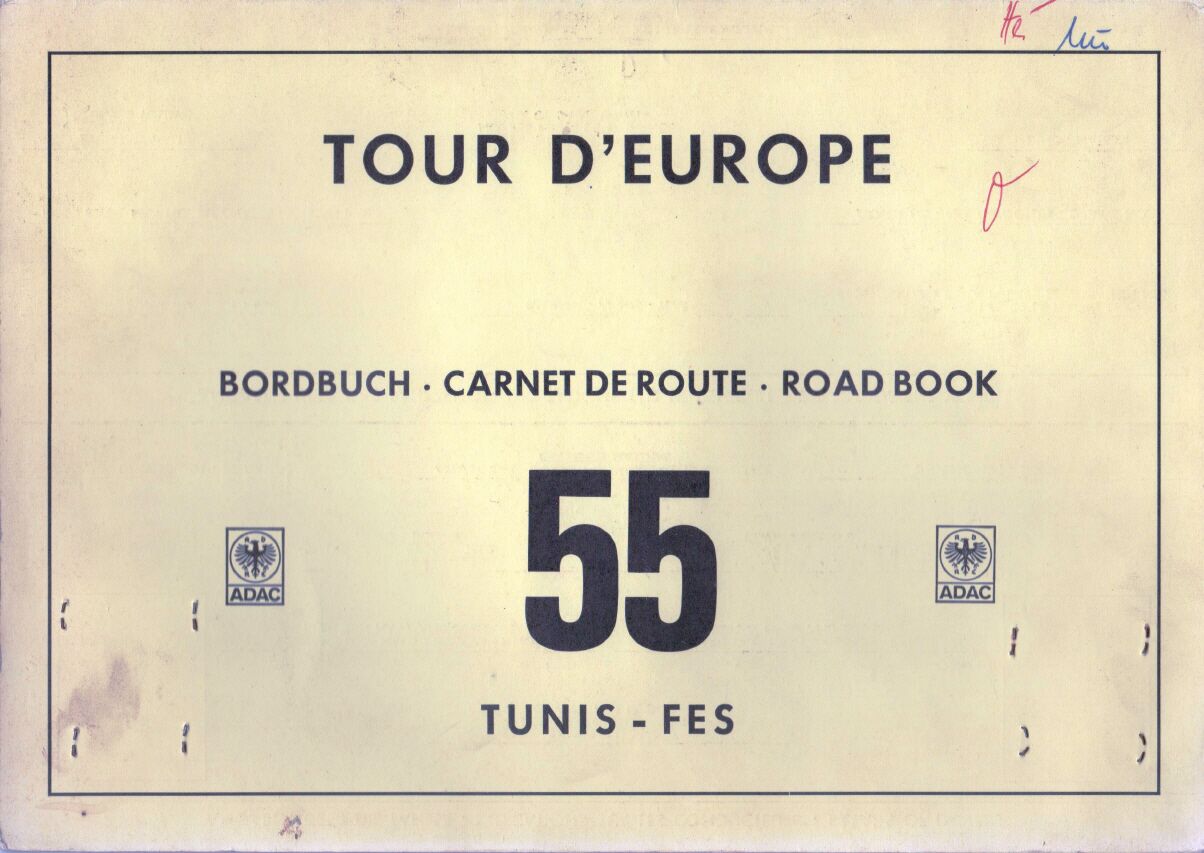 TOUR D'EUROPE
BORDBUCH · CARNET DE ROUTE · ROAD BOOK
55
ADAC
ADAC
TUNIS - FES